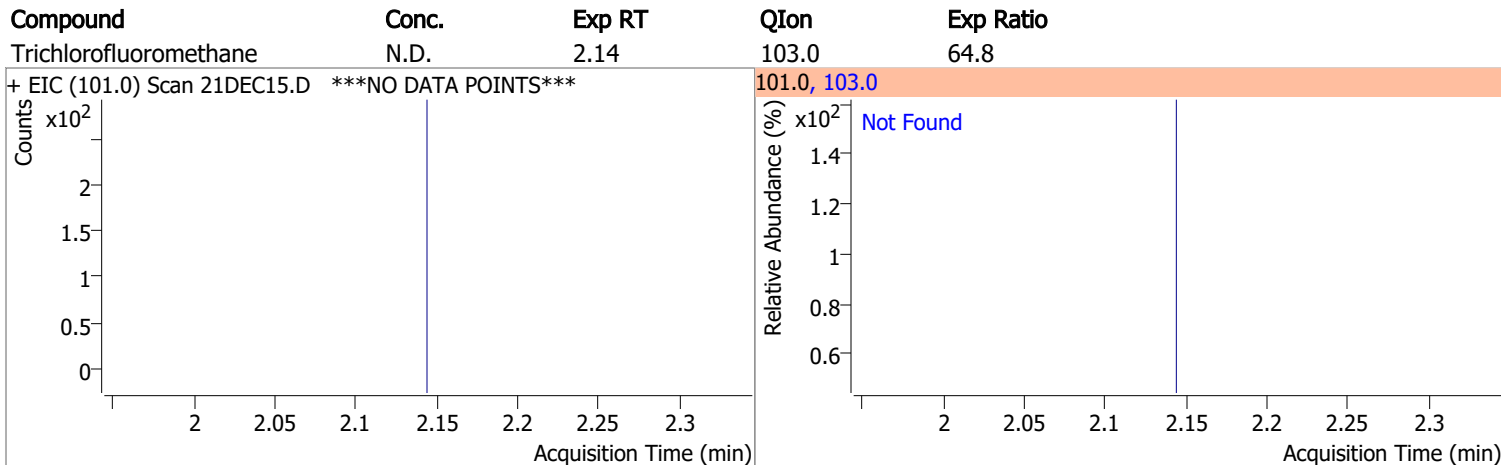 Compound Conc. Exp RT QIon Exp Ratio
Trichlorofluoromethane N.D. 2.14 103.0 64.8
+ EIC (101.0) Scan 21DEC15.D ***NO DATA POINTS***
Counts
x10²
2
1.5
1
0.5
0
2 2.05 2.1 2.15 2.2 2.25 2.3
Acquisition Time (min)
101.0, 103.0
Relative Abundance (%)
x10²
Not Found
1.4
1.2
1
0.8
0.6
2 2.05 2.1 2.15 2.2 2.25 2.3
Acquisition Time (min)